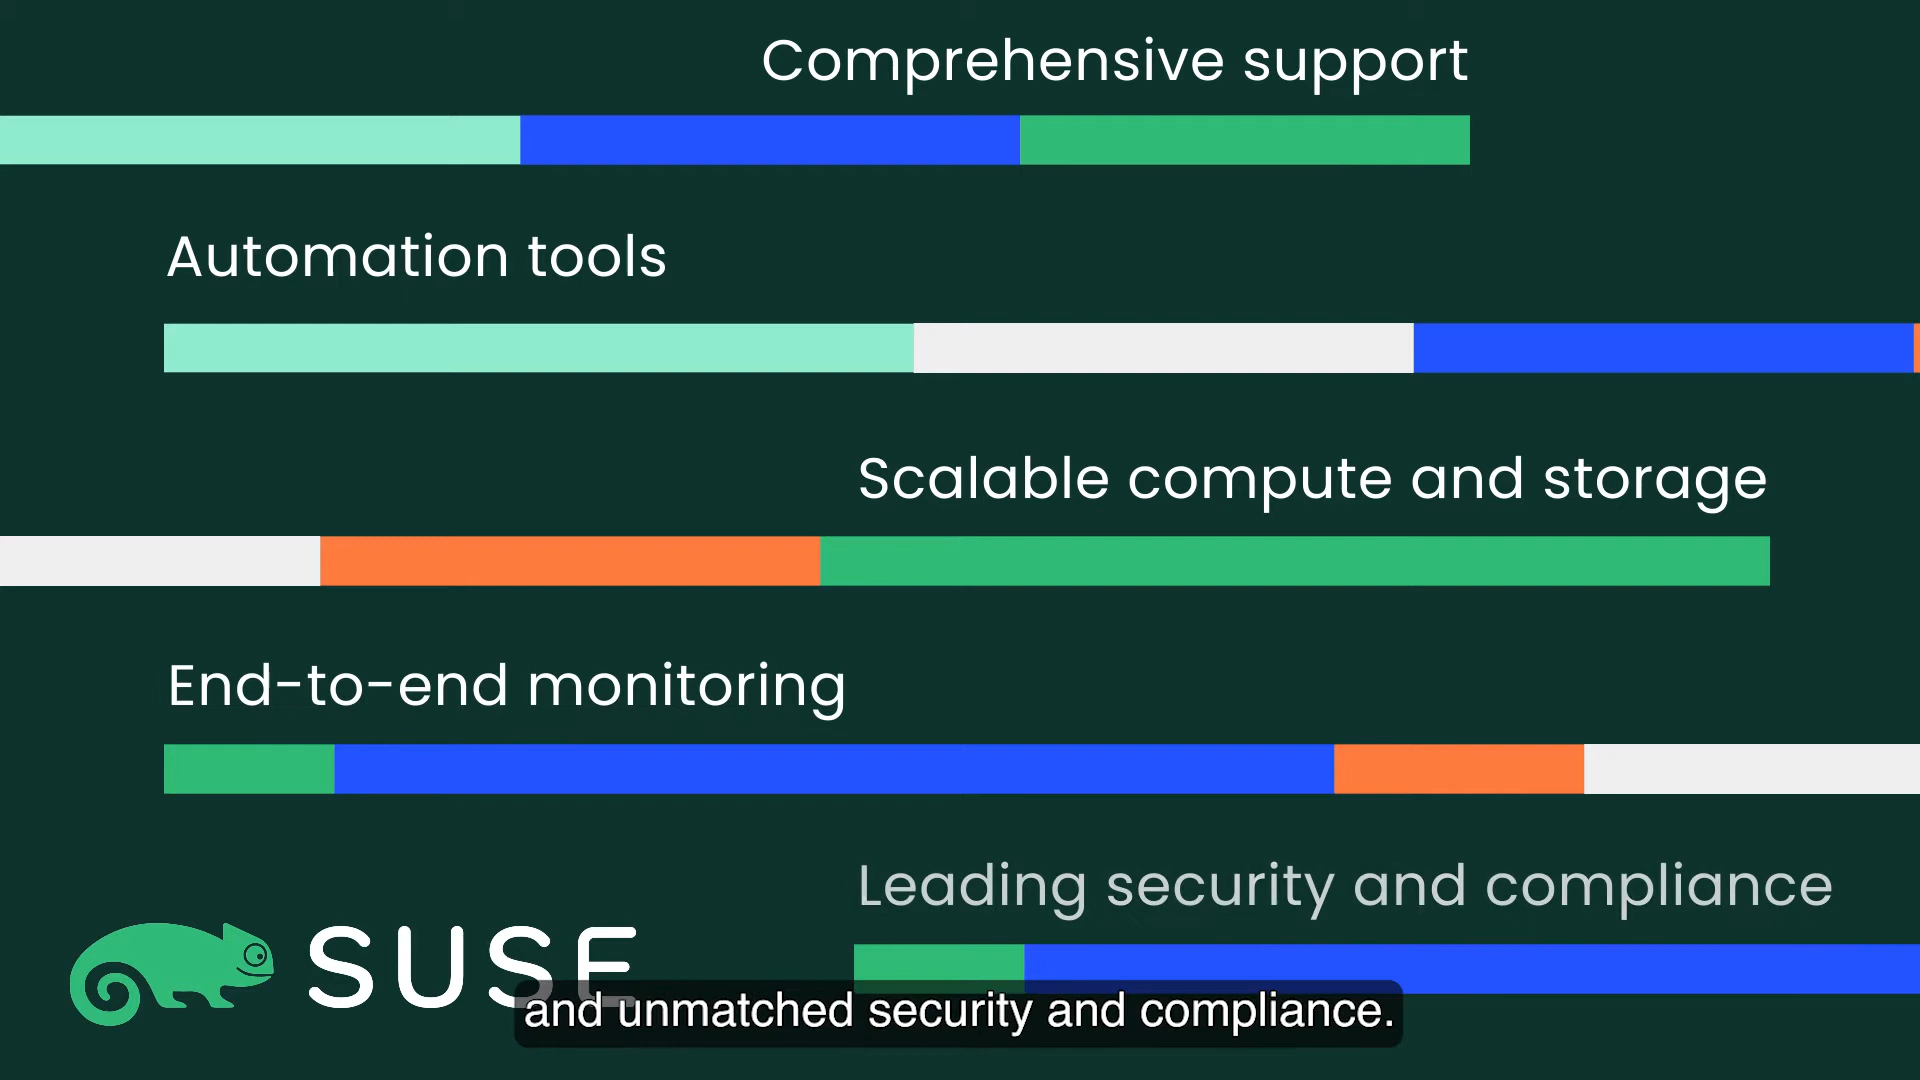 Comprehensive support
Automation tools
Scalable compute and storage
End-to-end monitoring
Leading security and compliance
SUSE
and unmatched security and compliance.